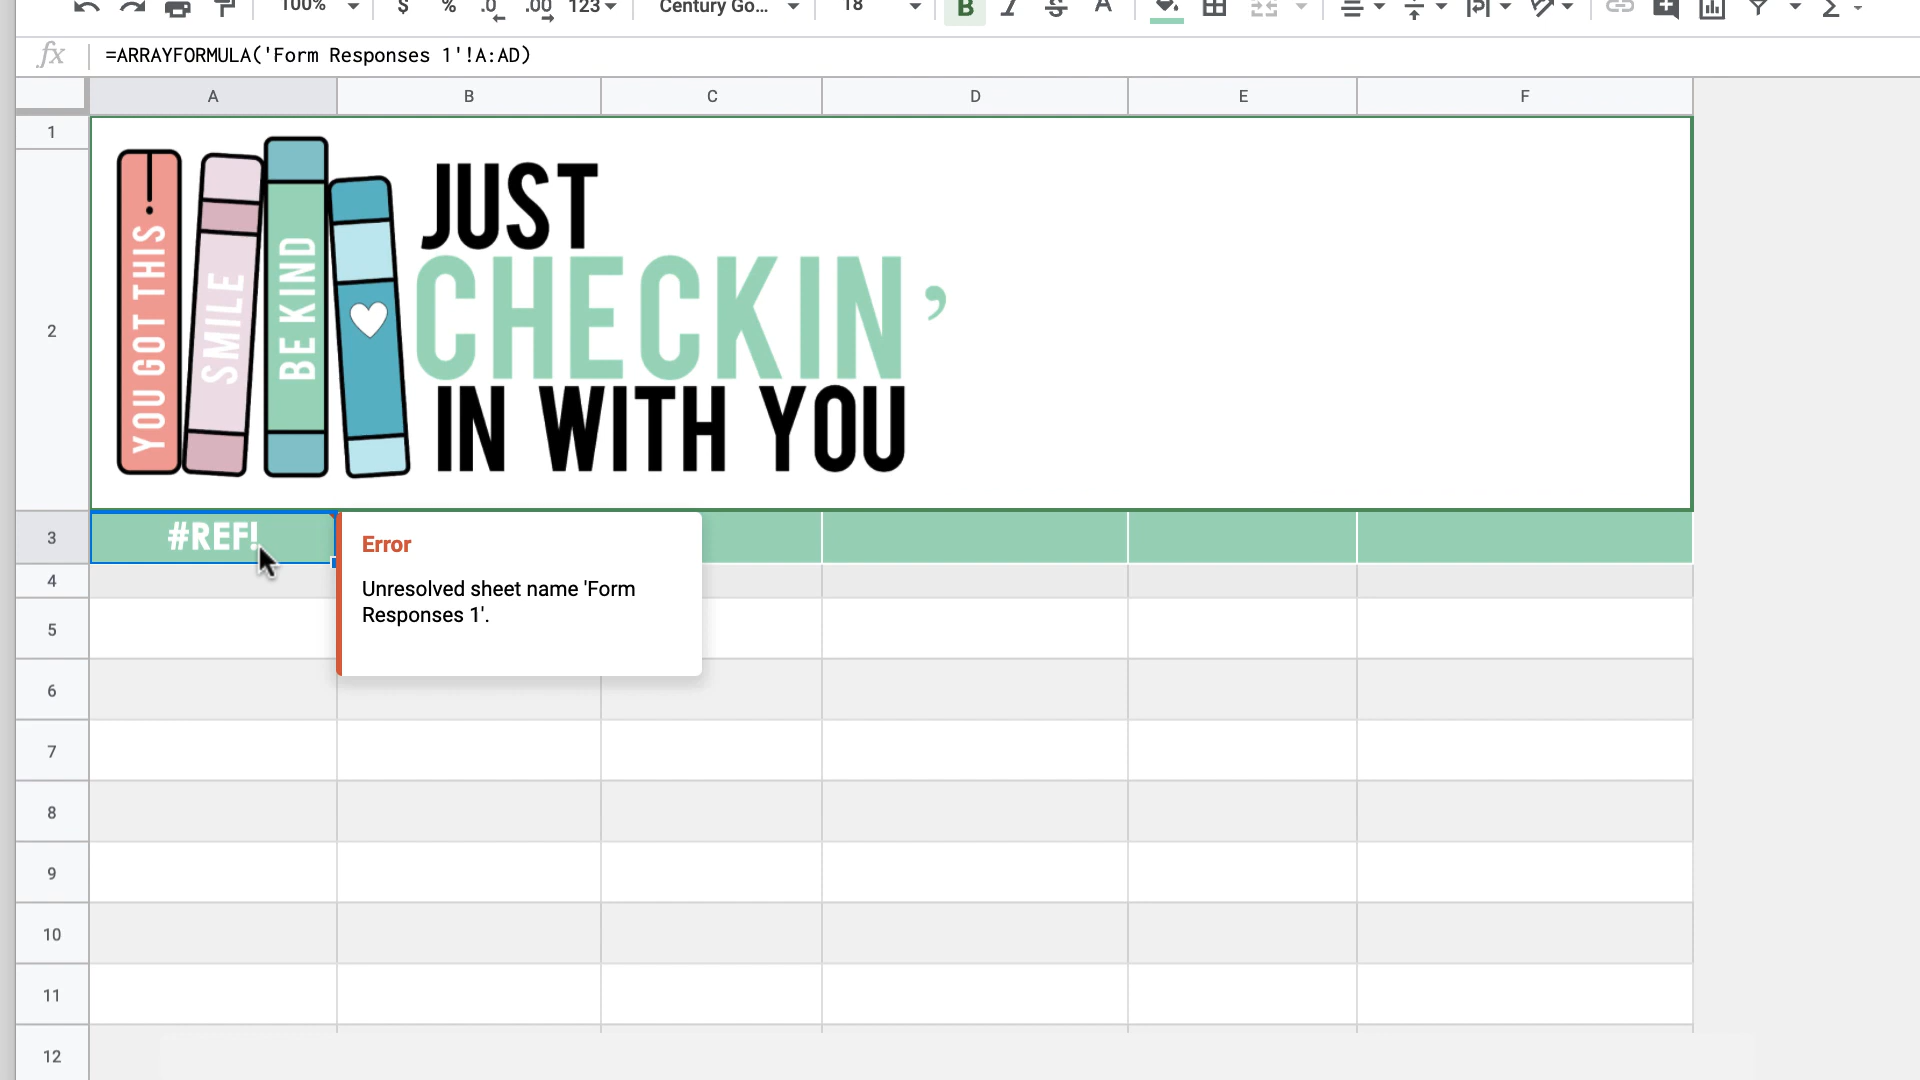 100%
$ % .0 .00 123 Century Go... 18 B I S A Σ
fx =ARRAYFORMULA('Form Responses 1'!A:AD)
A B C D E F
1
2
YOU GOT THIS !
SMILE
BE KIND
JUST
CHECKIN’
IN WITH YOU
3 #REF!
Error
Unresolved sheet name 'Form
Responses 1'.
4
5
6
7
8
9
10
11
12